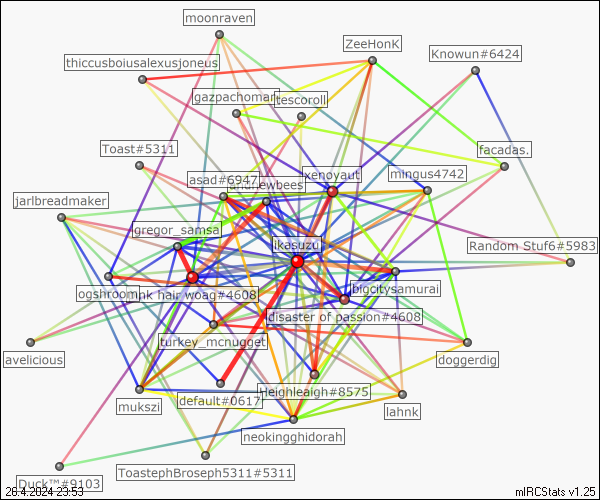 moonraven
ZeeHonK
Knowun#6424
thiccusboiusalexusjoneus
gazpachoman
tescoroll
Toast#5311
facadas.
xenoyaut
mingus4742
asad#6947
andrewbees
jarlbreadmaker
gregor_samsa
ikasuzu
Random Stuf6#5983
ogshroom
pink hair woag#4608
bigcitysamurai
disaster of passion#4608
turkey_mcnugget
avelicious
doggerdig
Heighleaigh#8575
default#0617
mukszi
lahnk
neokingghidorah
ToastephBroseph5311#5311
Duck™#9103
26.4.2024 23:53
mIRCStats v1.25